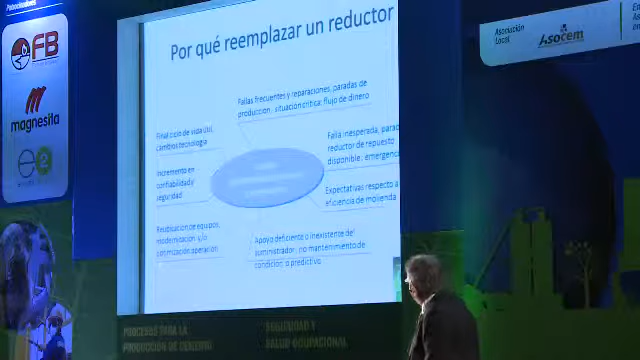 Patrocinadores
FB
magnesita
e2
Asociación
Local
Asocem
Por qué reemplazar un reductor
Fallas frecuentes y reparaciones, paradas de
producción, situación crítica: flujo de dinero
Final ciclo de vida útil,
cambios tecnología
Falla inesperada, parad
reductor de repuesto
disponible: emergenc
Incremento en
confiabilidad y
seguridad
Expectativas respecto a
eficiencia de molienda
Reubicación de equipos,
modernización y/o
optimización operación
Apoyo deficiente o inexistente del
suministrador, no mantenimiento de
condición o predictivo
PROCESOS PARA LA
PRODUCCIÓN DE CEMENTO
SEGURIDAD Y
SALUD OCUPACIONAL